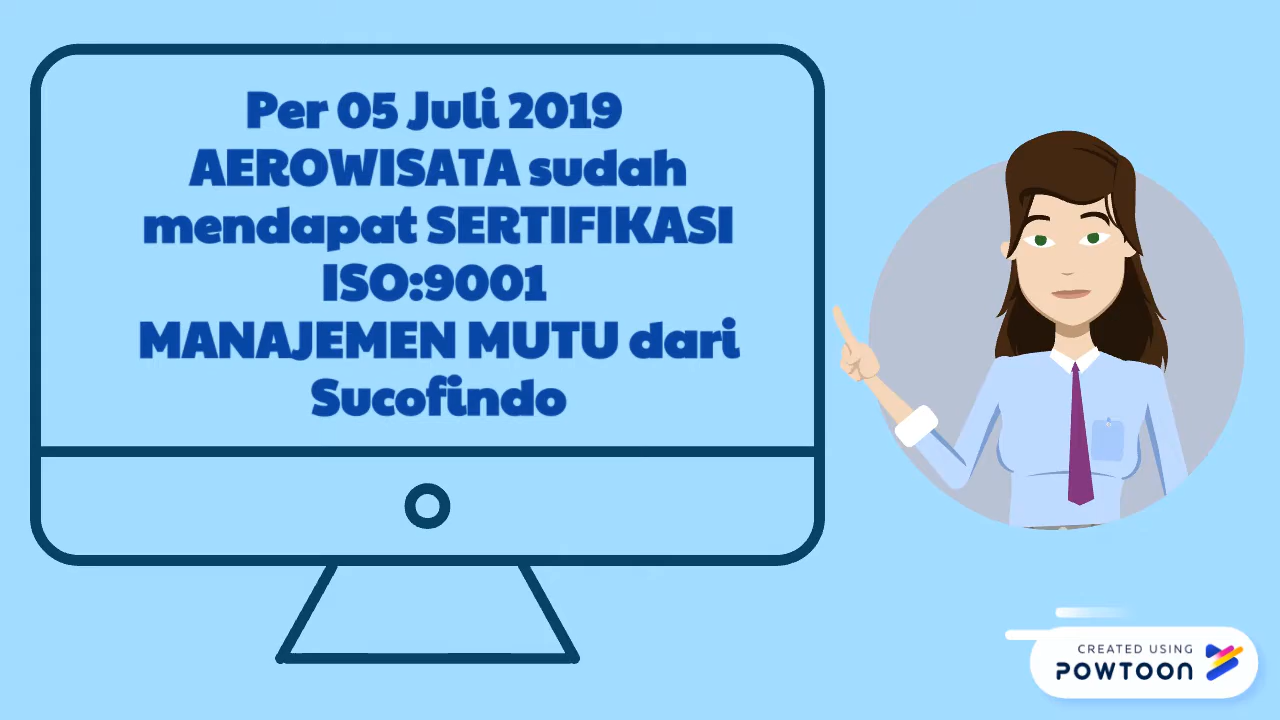 Per 05 Juli 2019
AEROWISATA sudah
mendapat SERTIFIKASI
ISO:9001
MANAJEMEN MUTU dari
Sucofindo
CREATED USING
POWTOON